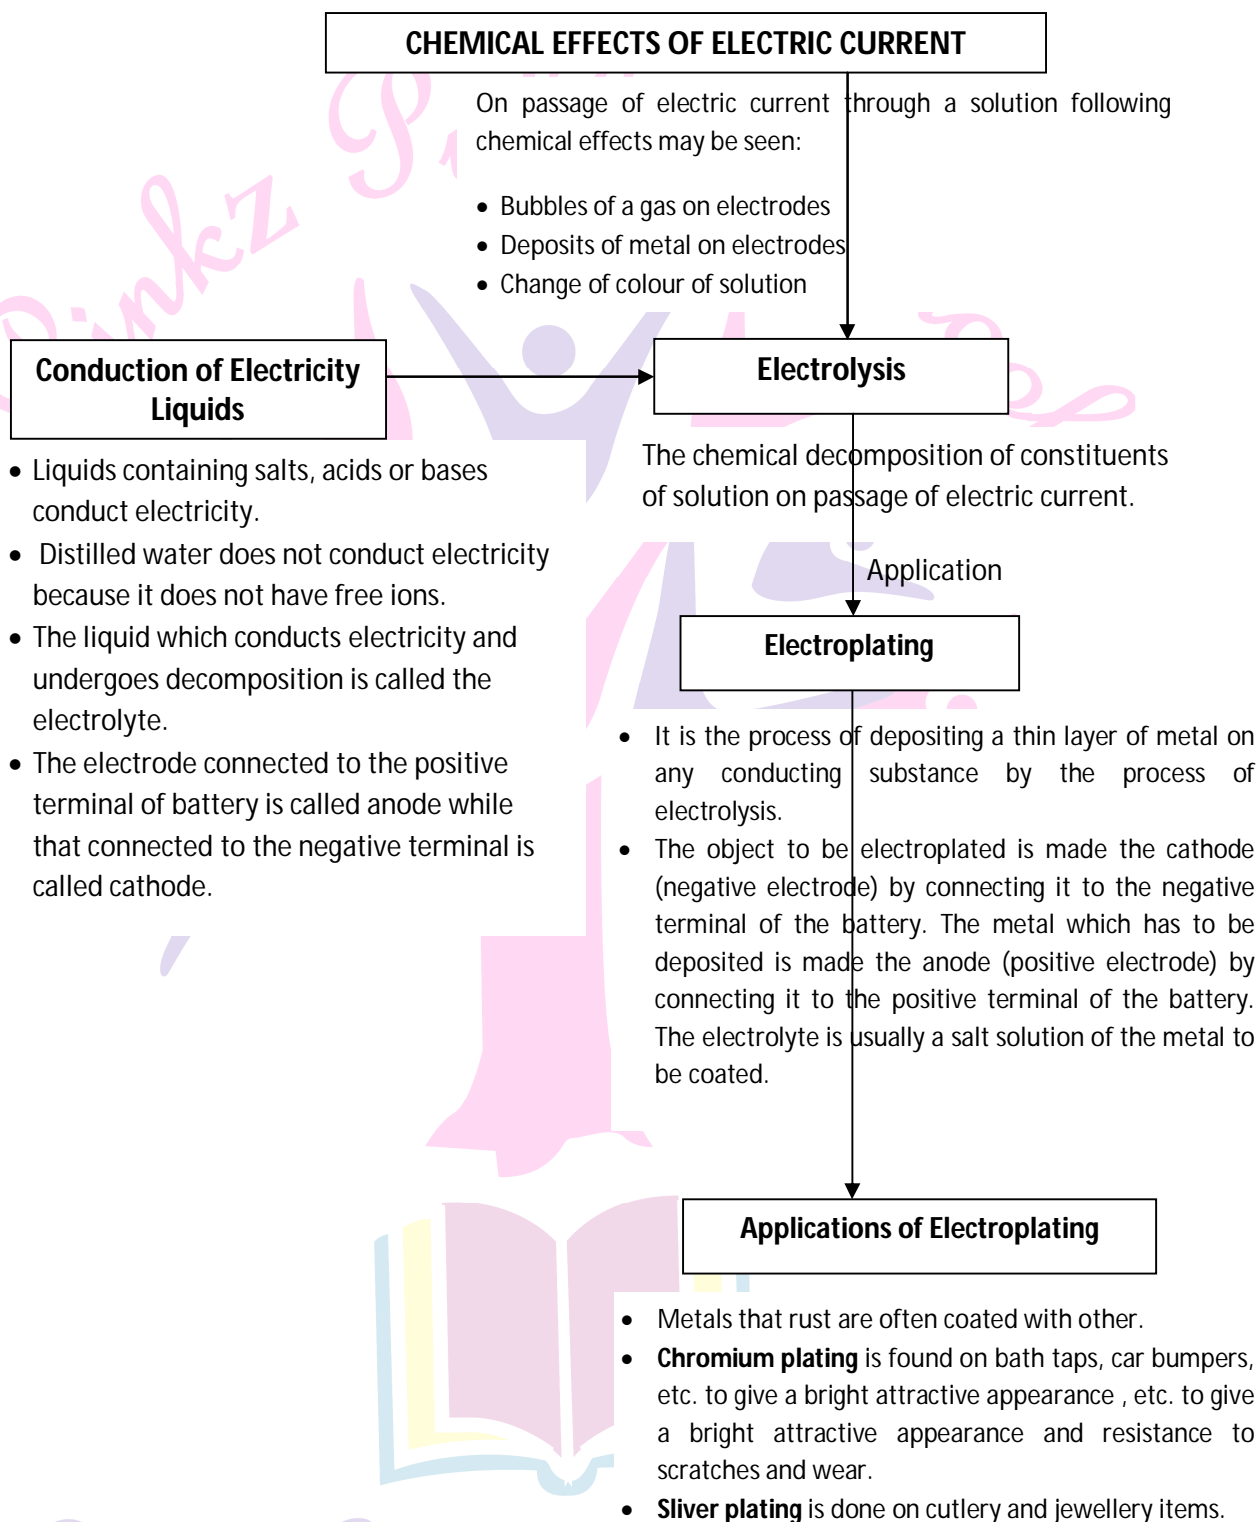 CHEMICAL EFFECTS OF ELECTRIC CURRENT
On passage of electric current through a solution following
chemical effects may be seen:
• Bubbles of a gas on electrodes
• Deposits of metal on electrodes
• Change of colour of solution
Conduction of Electricity
Liquids
• Liquids containing salts, acids or bases
conduct electricity.
• Distilled water does not conduct electricity
because it does not have free ions.
• The liquid which conducts electricity and
undergoes decomposition is called the
electrolyte.
• The electrode connected to the positive
terminal of battery is called anode while
that connected to the negative terminal is
called cathode.
Electrolysis
The chemical decomposition of constituents
of solution on passage of electric current.
Application
Electroplating
• It is the process of depositing a thin layer of metal on
any conducting substance by the process of
electrolysis.
• The object to be electroplated is made the cathode
(negative electrode) by connecting it to the negative
terminal of the battery. The metal which has to be
deposited is made the anode (positive electrode) by
connecting it to the positive terminal of the battery.
The electrolyte is usually a salt solution of the metal to
be coated.
Applications of Electroplating
• Metals that rust are often coated with other.
• Chromium plating is found on bath taps, car bumpers,
etc. to give a bright attractive appearance , etc. to give
a bright attractive appearance and resistance to
scratches and wear.
• Sliver plating is done on cutlery and jewellery items.